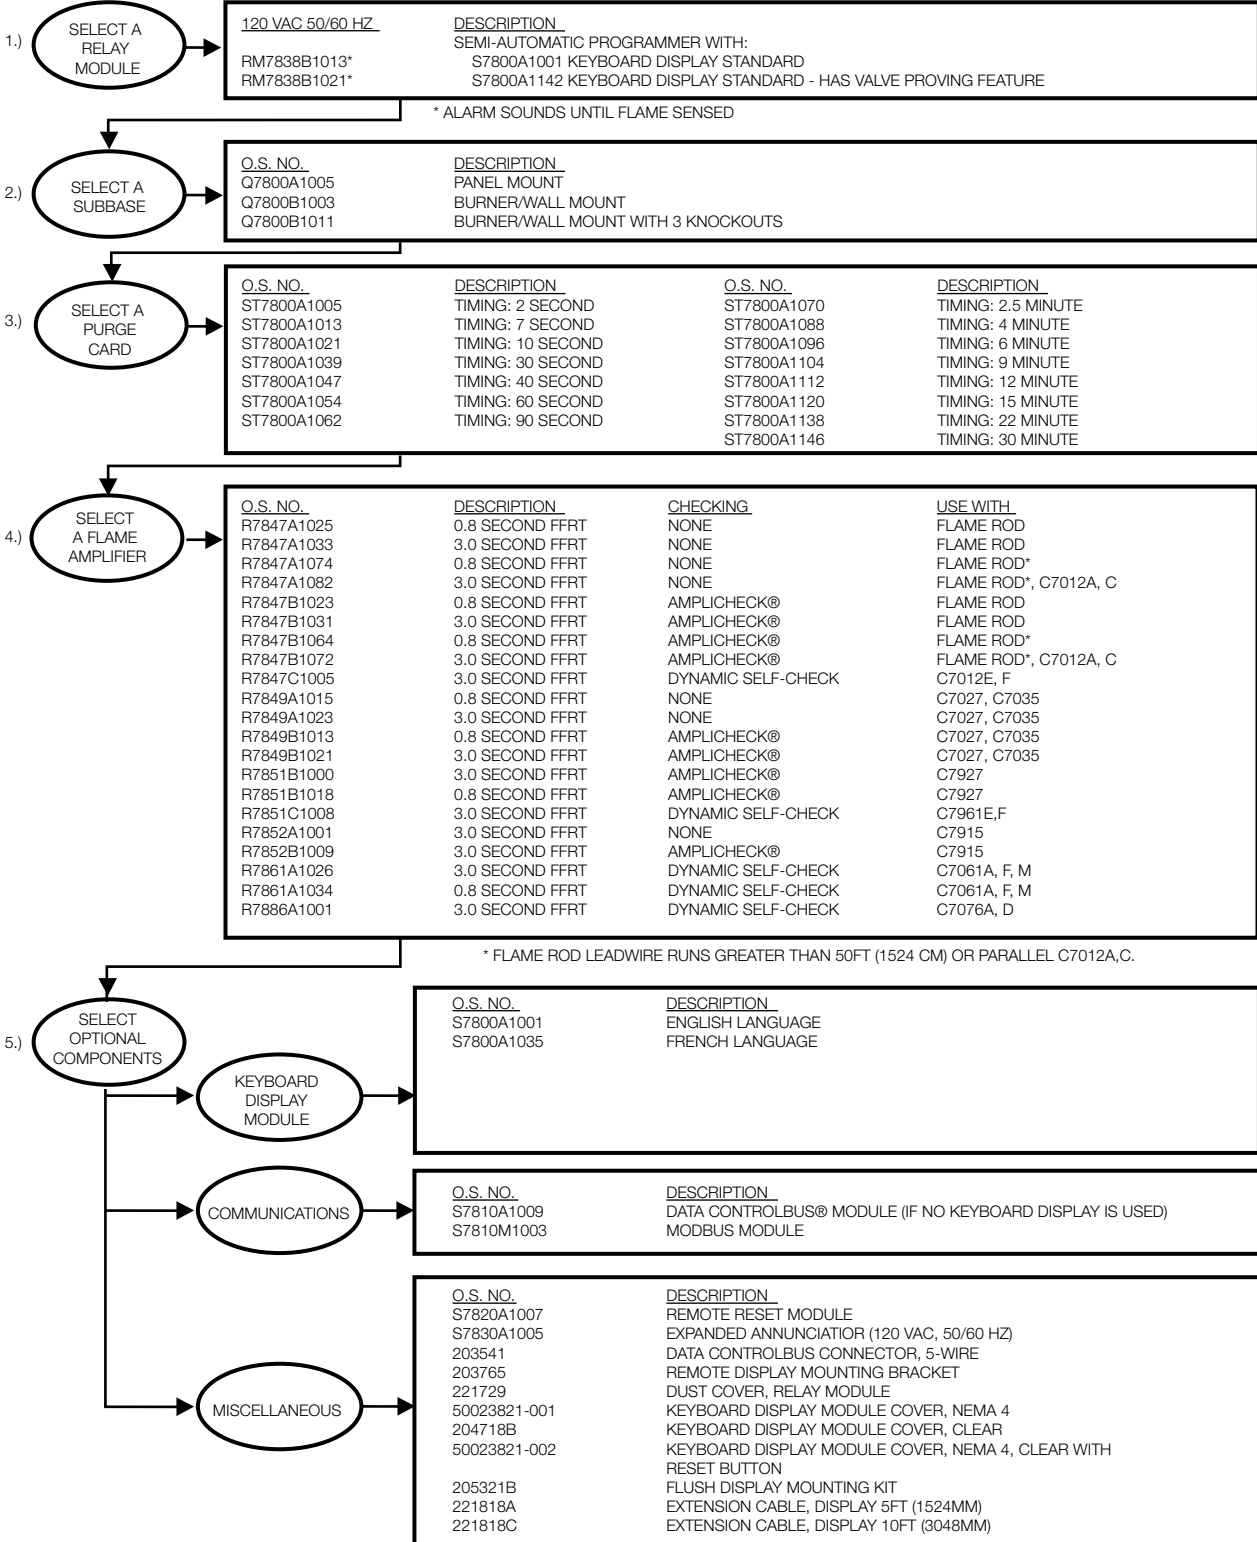 1.) SELECT A
RELAY
MODULE
120 VAC 50/60 HZ DESCRIPTION
SEMI-AUTOMATIC PROGRAMMER WITH:
RM7838B1013* S7800A1001 KEYBOARD DISPLAY STANDARD
RM7838B1021* S7800A1142 KEYBOARD DISPLAY STANDARD - HAS VALVE PROVING FEATURE
* ALARM SOUNDS UNTIL FLAME SENSED
2.) SELECT A
SUBBASE
O.S. NO. DESCRIPTION
Q7800A1005 PANEL MOUNT
Q7800B1003 BURNER/WALL MOUNT
Q7800B1011 BURNER/WALL MOUNT WITH 3 KNOCKOUTS
3.) SELECT A
PURGE
CARD
O.S. NO. DESCRIPTION O.S. NO. DESCRIPTION
ST7800A1005 TIMING: 2 SECOND ST7800A1070 TIMING: 2.5 MINUTE
ST7800A1013 TIMING: 7 SECOND ST7800A1088 TIMING: 4 MINUTE
ST7800A1021 TIMING: 10 SECOND ST7800A1096 TIMING: 6 MINUTE
ST7800A1039 TIMING: 30 SECOND ST7800A1104 TIMING: 9 MINUTE
ST7800A1047 TIMING: 40 SECOND ST7800A1112 TIMING: 12 MINUTE
ST7800A1054 TIMING: 60 SECOND ST7800A1120 TIMING: 15 MINUTE
ST7800A1062 TIMING: 90 SECOND ST7800A1138 TIMING: 22 MINUTE
ST7800A1146 TIMING: 30 MINUTE
4.) SELECT
A FLAME
AMPLIFIER
O.S. NO. DESCRIPTION CHECKING USE WITH
R7847A1025 0.8 SECOND FFRT NONE FLAME ROD
R7847A1033 3.0 SECOND FFRT NONE FLAME ROD
R7847A1074 0.8 SECOND FFRT NONE FLAME ROD*
R7847A1082 3.0 SECOND FFRT NONE FLAME ROD*, C7012A, C
R7847B1023 0.8 SECOND FFRT AMPLICHECK® FLAME ROD
R7847B1031 3.0 SECOND FFRT AMPLICHECK® FLAME ROD
R7847B1064 0.8 SECOND FFRT AMPLICHECK® FLAME ROD*
R7847B1072 3.0 SECOND FFRT AMPLICHECK® FLAME ROD*, C7012A, C
R7847C1005 3.0 SECOND FFRT DYNAMIC SELF-CHECK C7012E, F
R7849A1015 0.8 SECOND FFRT NONE C7027, C7035
R7849A1023 3.0 SECOND FFRT NONE C7027, C7035
R7849B1013 0.8 SECOND FFRT AMPLICHECK® C7027, C7035
R7849B1021 3.0 SECOND FFRT AMPLICHECK® C7027, C7035
R7851B1000 3.0 SECOND FFRT AMPLICHECK® C7927
R7851B1018 0.8 SECOND FFRT AMPLICHECK® C7927
R7851C1008 3.0 SECOND FFRT DYNAMIC SELF-CHECK C7961E,F
R7852A1001 3.0 SECOND FFRT NONE C7915
R7852B1009 3.0 SECOND FFRT AMPLICHECK® C7915
R7861A1026 3.0 SECOND FFRT DYNAMIC SELF-CHECK C7061A, F, M
R7861A1034 0.8 SECOND FFRT DYNAMIC SELF-CHECK C7061A, F, M
R7886A1001 3.0 SECOND FFRT DYNAMIC SELF-CHECK C7076A, D
* FLAME ROD LEADWIRE RUNS GREATER THAN 50FT (1524 CM) OR PARALLEL C7012A,C.
5.) SELECT
OPTIONAL
COMPONENTS
KEYBOARD
DISPLAY
MODULE
O.S. NO. DESCRIPTION
S7800A1001 ENGLISH LANGUAGE
S7800A1035 FRENCH LANGUAGE
COMMUNICATIONS
O.S. NO. DESCRIPTION
S7810A1009 DATA CONTROLBUS® MODULE (IF NO KEYBOARD DISPLAY IS USED)
S7810M1003 MODBUS MODULE
MISCELLANEOUS
O.S. NO. DESCRIPTION
S7820A1007 REMOTE RESET MODULE
S7830A1005 EXPANDED ANNUNCIATIOR (120 VAC, 50/60 HZ)
203541 DATA CONTROLBUS CONNECTOR, 5-WIRE
203765 REMOTE DISPLAY MOUNTING BRACKET
221729 DUST COVER, RELAY MODULE
50023821-001 KEYBOARD DISPLAY MODULE COVER, NEMA 4
204718B KEYBOARD DISPLAY MODULE COVER, CLEAR
50023821-002 KEYBOARD DISPLAY MODULE COVER, NEMA 4, CLEAR WITH
RESET BUTTON
205321B FLUSH DISPLAY MOUNTING KIT
221818A EXTENSION CABLE, DISPLAY 5FT (1524MM)
221818C EXTENSION CABLE, DISPLAY 10FT (3048MM)